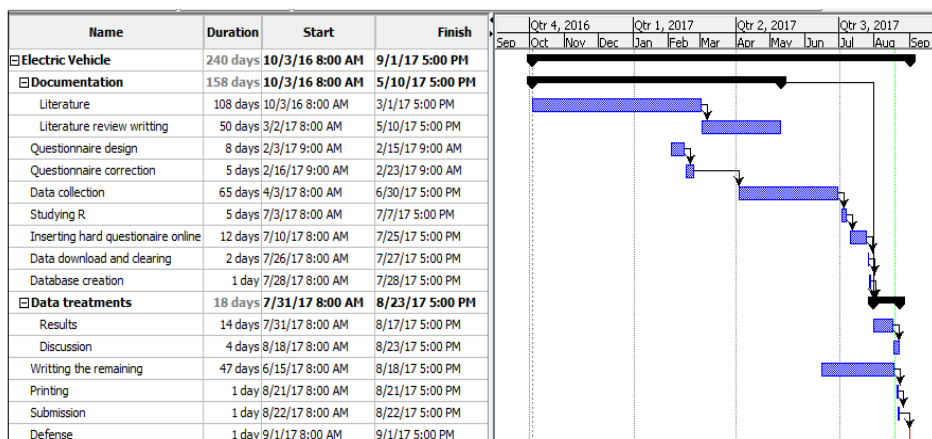 Name Duration Start Finish
Qtr 4, 2016 Qtr 1, 2017 Qtr 2, 2017 Qtr 3, 2017
Sep Oct Nov Dec Jan Feb Mar Apr May Jun Jul Aug Sep
Electric Vehicle 240 days 10/3/16 8:00 AM 9/1/17 5:00 PM
Documentation 158 days 10/3/16 8:00 AM 5/10/17 5:00 PM
Literature 108 days 10/3/16 8:00 AM 3/1/17 5:00 PM
Literature review writting 50 days 3/2/17 8:00 AM 5/10/17 5:00 PM
Questionnaire design 8 days 2/3/17 9:00 AM 2/15/17 9:00 AM
Questionnaire correction 5 days 2/16/17 9:00 AM 2/23/17 9:00 AM
Data collection 65 days 4/3/17 8:00 AM 6/30/17 5:00 PM
Studying R 5 days 7/3/17 8:00 AM 7/7/17 5:00 PM
Inserting hard questionaire online 12 days 7/10/17 8:00 AM 7/25/17 5:00 PM
Data download and clearing 2 days 7/26/17 8:00 AM 7/27/17 5:00 PM
Database creation 1 day 7/28/17 8:00 AM 7/28/17 5:00 PM
Data treatments 18 days 7/31/17 8:00 AM 8/23/17 5:00 PM
Results 14 days 7/31/17 8:00 AM 8/17/17 5:00 PM
Discussion 4 days 8/18/17 8:00 AM 8/23/17 5:00 PM
Writting the remaining 47 days 6/15/17 8:00 AM 8/18/17 5:00 PM
Printing 1 day 8/21/17 8:00 AM 8/21/17 5:00 PM
Submission 1 day 8/22/17 8:00 AM 8/22/17 5:00 PM
Defense 1 day 9/1/17 8:00 AM 9/1/17 5:00 PM